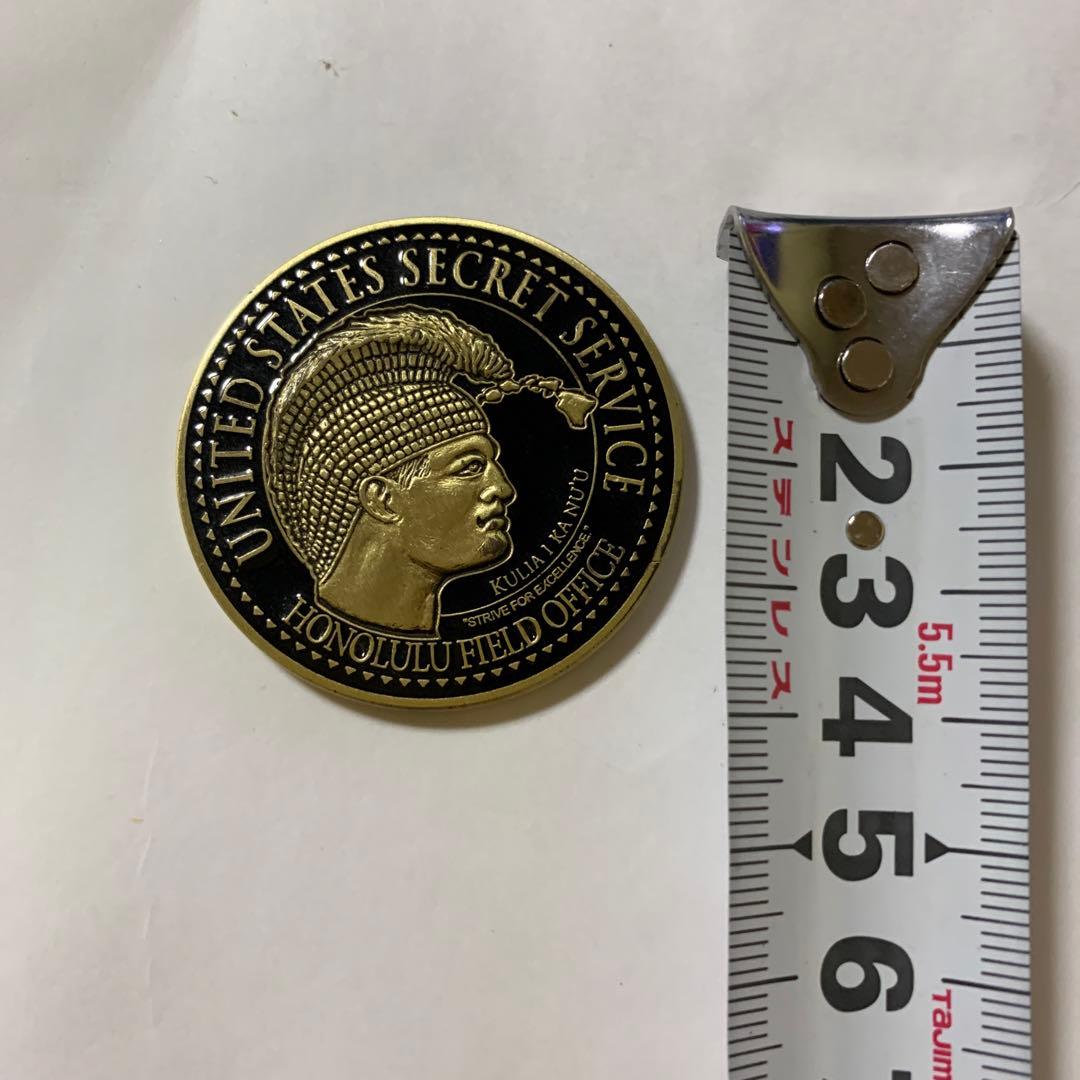 UNITED STATES SECRET SERVICE
KULIA I KA NU'U
"STRIVE FOR EXCELLENCE"
HONOLULU FIELD OFFICE
2
3
4
5
6
ステンレス
5.5m
TAJIM